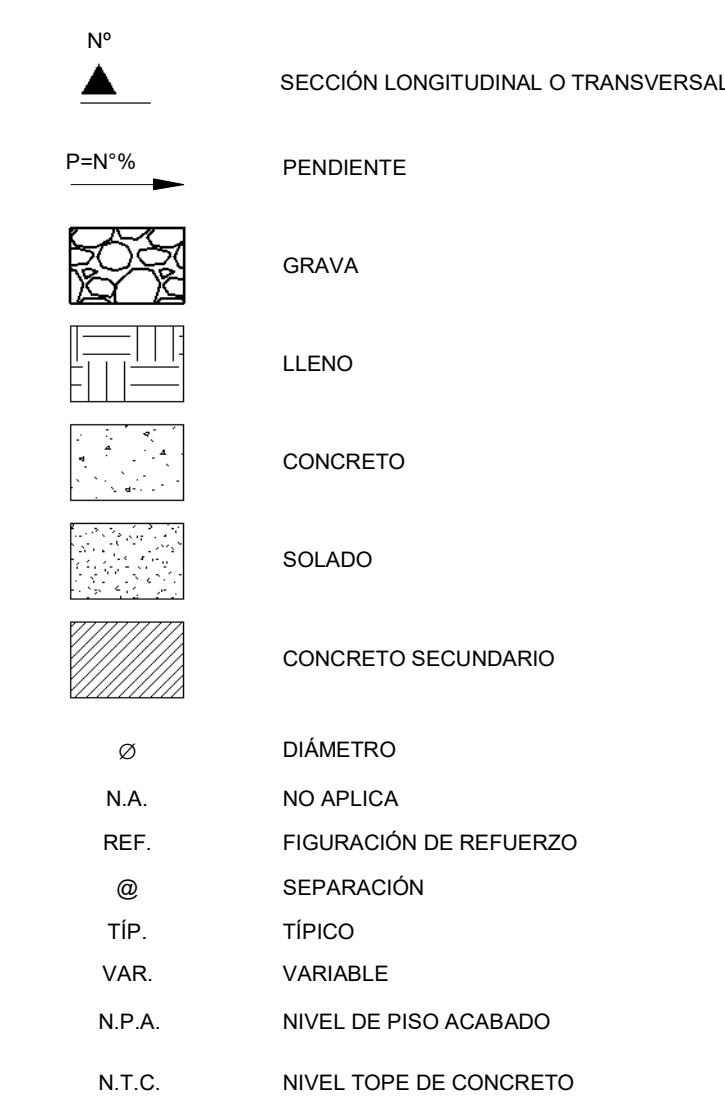 Nº
SECCIÓN LONGITUDINAL O TRANSVERSAL
P=N°%
PENDIENTE
GRAVA
LLENO
CONCRETO
SOLADO
CONCRETO SECUNDARIO
∅ DIÁMETRO
N.A. NO APLICA
REF. FIGURACIÓN DE REFUERZO
@ SEPARACIÓN
TÍP. TÍPICO
VAR. VARIABLE
N.P.A. NIVEL DE PISO ACABADO
N.T.C. NIVEL TOPE DE CONCRETO